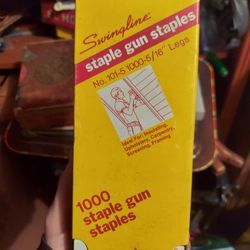 Swingline
staple gun staples
No. 101-5 1000-5/16" Legs
Ideal For: Insulating,
Upholstery, Carpentry,
Screening, Framing
1000
staple gun
staples